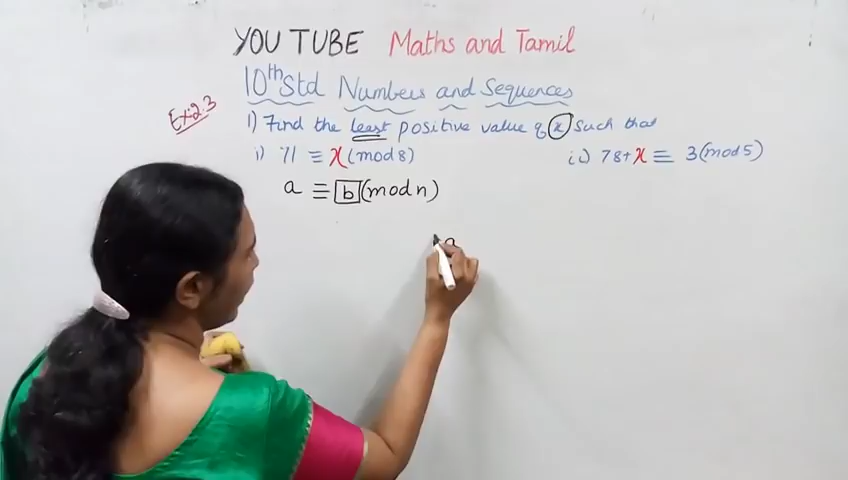 YOU TUBE Maths and Tamil
10th Std Numbers and Sequences
Ex:2.3
1) Find the least positive value of x such that
i) 71 ≡ x (mod 8)
ii) 78 + x ≡ 3 (mod 5)
a ≡ b (mod n)
a